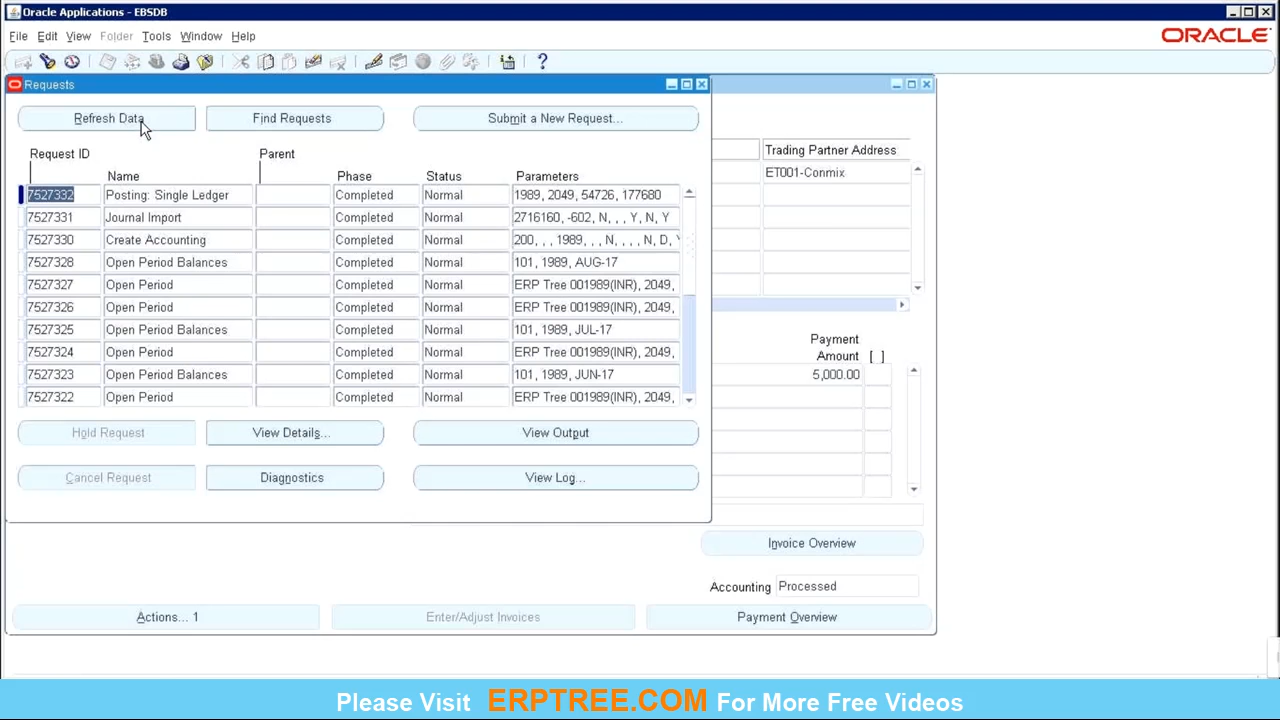 Oracle Applications - EBSDB
File Edit View Folder Tools Window Help
ORACLE
Requests
Refresh Data
Find Requests
Submit a New Request...
Request ID
Name
Parent
Phase
Status
Parameters
7527332 Posting: Single Ledger Completed Normal 1989, 2049, 54726, 177680
7527331 Journal Import Completed Normal 2716160, -602, N, , , Y, N, Y
7527330 Create Accounting Completed Normal 200, , , 1989, , , N, , , , N, D, Y
7527328 Open Period Balances Completed Normal 101, 1989, AUG-17
7527327 Open Period Completed Normal ERP Tree 001989(INR), 2049,
7527326 Open Period Completed Normal ERP Tree 001989(INR), 2049,
7527325 Open Period Balances Completed Normal 101, 1989, JUL-17
7527324 Open Period Completed Normal ERP Tree 001989(INR), 2049,
7527323 Open Period Balances Completed Normal 101, 1989, JUN-17
7527322 Open Period Completed Normal ERP Tree 001989(INR), 2049,
Hold Request
View Details...
View Output
Cancel Request
Diagnostics
View Log...
Trading Partner Address
ET001-Conmix
Payment
Amount [ ]
5,000.00
Invoice Overview
Accounting Processed
Actions... 1
Enter/Adjust Invoices
Payment Overview
Please Visit ERPTREE.COM For More Free Videos